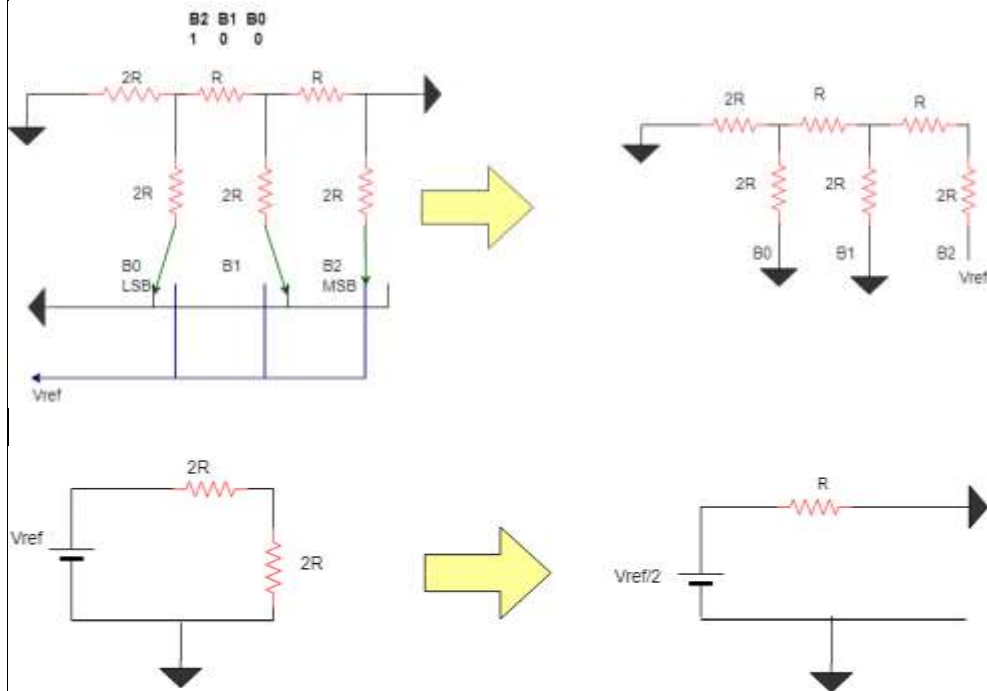 B2 B1 B0
1 0 0
2R R R
2R 2R 2R
B0 B1 B2
LSB MSB
Vref
2R R R
2R 2R 2R
B0 B1 B2
Vref
2R
Vref
2R
R
Vref/2